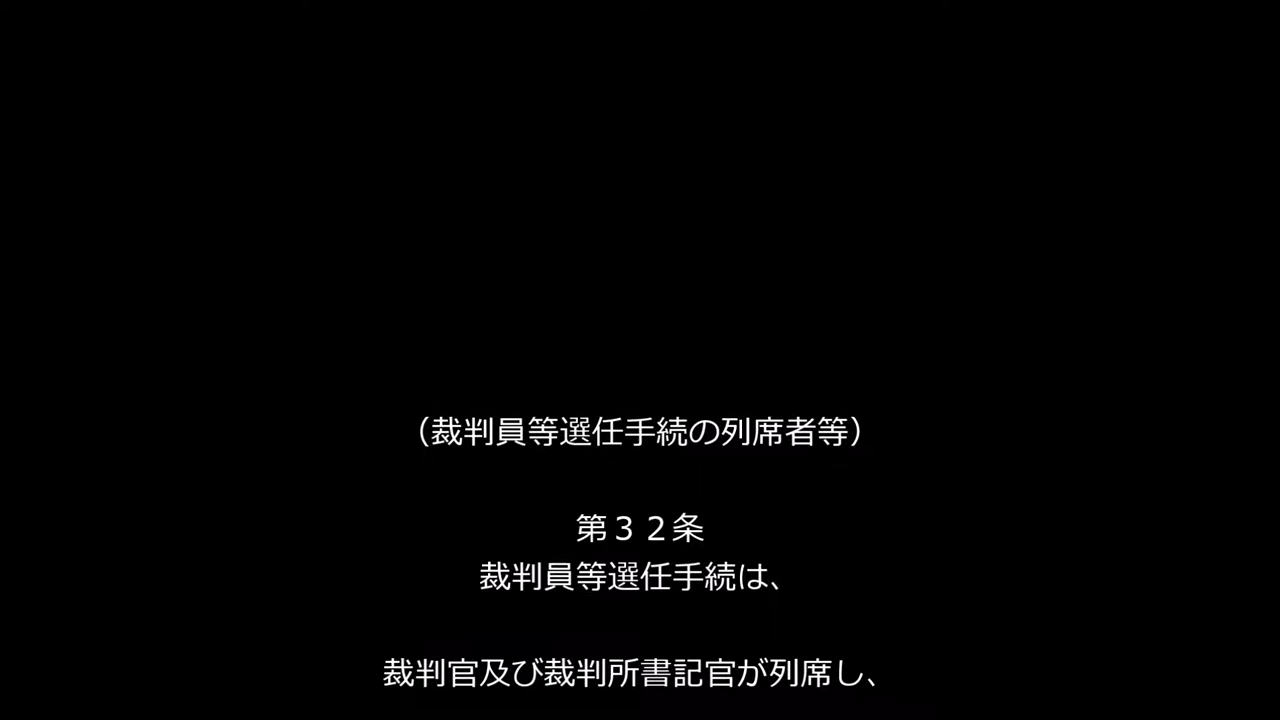 （裁判員等選任手続の列席者等）
第３２条
裁判員等選任手続は、
裁判官及び裁判所書記官が列席し、